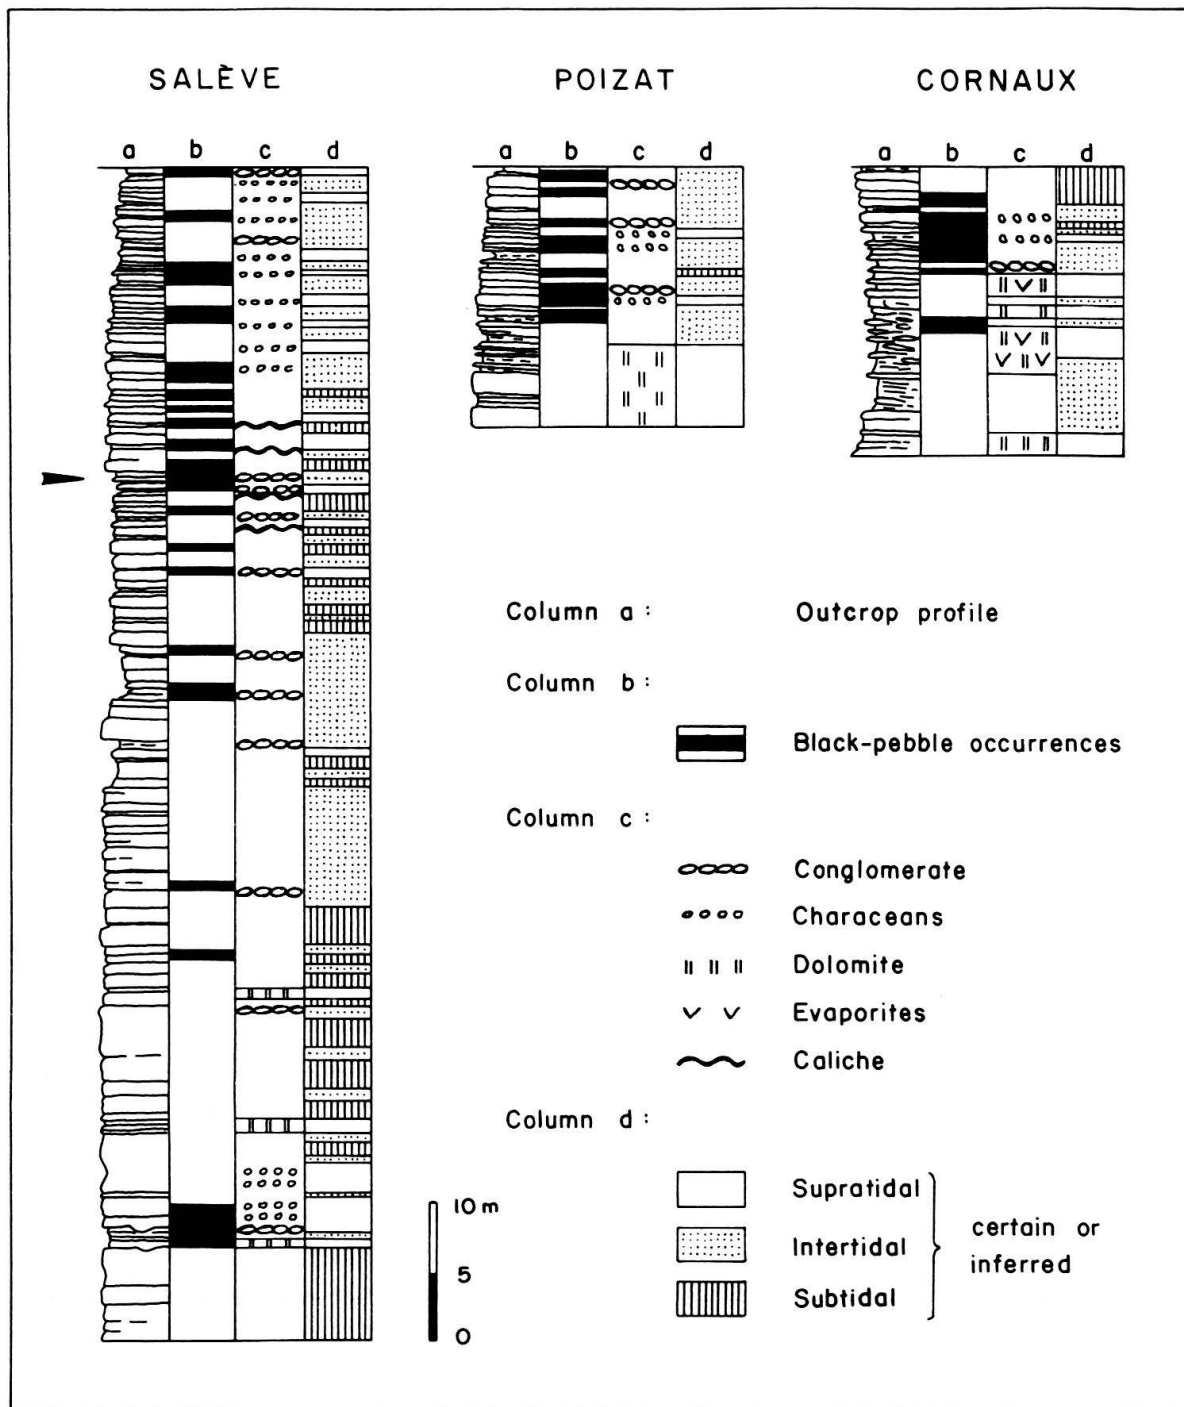 SALÈVE
a b c d
POIZAT
a b c d
CORNAUX
a b c d
Column a : Outcrop profile
Column b :
Black-pebble occurrences
Column c :
Conglomerate
Characeans
Dolomite
Evaporites
Caliche
Column d :
Supratidal
Intertidal
Subtidal
certain or
inferred
10 m
5
0